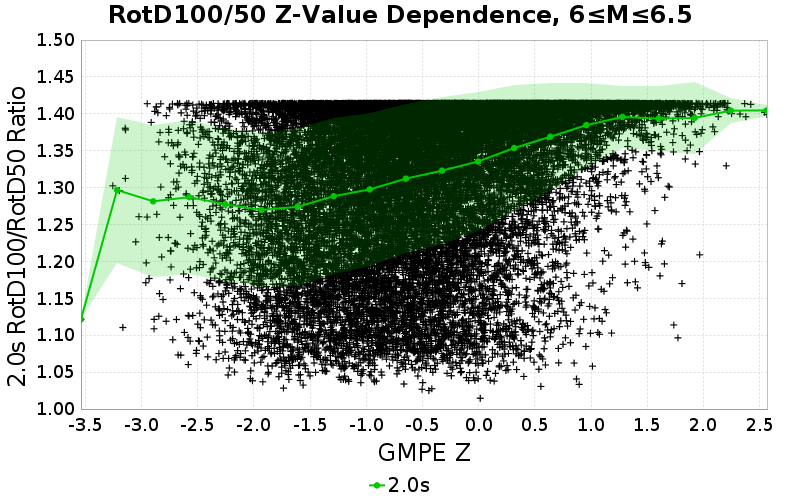 RotD100/50 Z-Value Dependence, 6≤M≤6.5
2.0s RotD100/RotD50 Ratio
1.50
1.45
1.40
1.35
1.30
1.25
1.20
1.15
1.10
1.05
1.00
-3.5 -3.0 -2.5 -2.0 -1.5 -1.0 -0.5 0.0 0.5 1.0 1.5 2.0 2.5
GMPE Z
2.0s